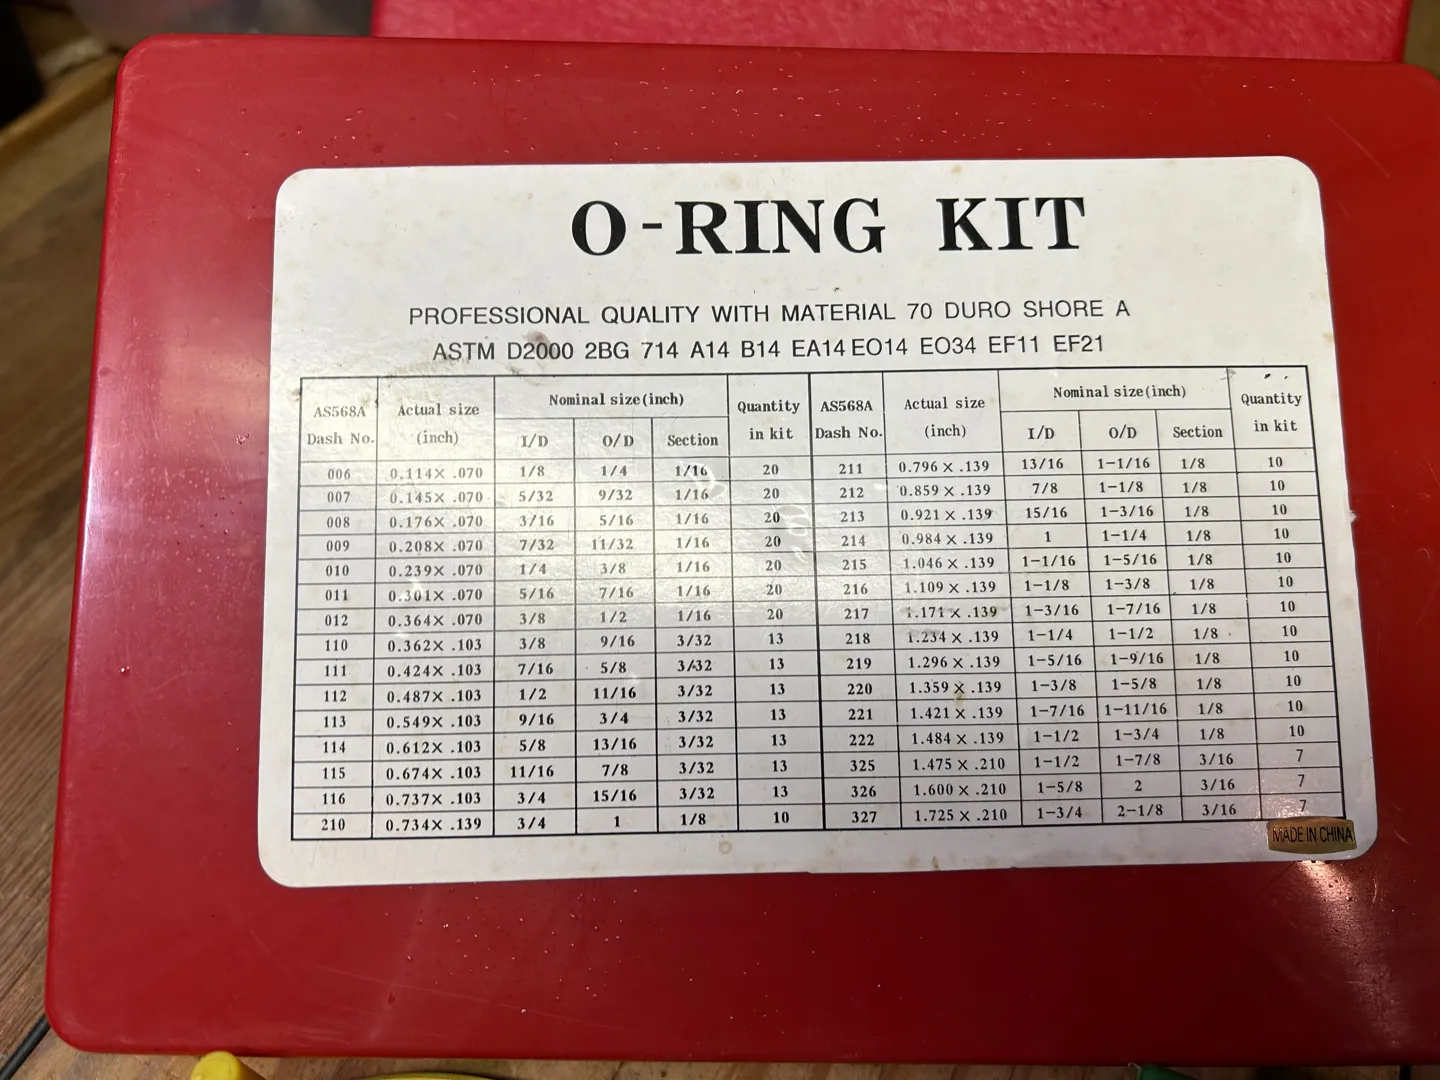 O-RING KIT
PROFESSIONAL QUALITY WITH MATERIAL 70 DURO SHORE A
ASTM D2000 2BG 714 A14 B14 EA14 EO14 EO34 EF11 EF21
AS568A Dash No. Actual size (inch) Nominal size(inch) I/D O/D Section Quantity in kit AS568A Dash No. Actual size (inch) Nominal size(inch) I/D O/D Section Quantity in kit
006 0.114X .070 1/8 1/4 1/16 20 211 0.796 X .139 13/16 1-1/16 1/8 10
007 0.145X .070 5/32 9/32 1/16 20 212 0.859 X .139 7/8 1-1/8 1/8 10
008 0.176X .070 3/16 5/16 1/16 20 213 0.921 X .139 15/16 1-3/16 1/8 10
009 0.208X .070 7/32 11/32 1/16 20 214 0.984 X .139 1 1-1/4 1/8 10
010 0.239X .070 1/4 3/8 1/16 20 215 1.046 X .139 1-1/16 1-5/16 1/8 10
011 0.301X .070 5/16 7/16 1/16 20 216 1.109 X .139 1-1/8 1-3/8 1/8 10
012 0.364X .070 3/8 1/2 1/16 20 217 1.171 X .139 1-3/16 1-7/16 1/8 10
110 0.362X .103 3/8 9/16 3/32 13 218 1.234 X .139 1-1/4 1-1/2 1/8 10
111 0.424X .103 7/16 5/8 3/32 13 219 1.296 X .139 1-5/16 1-9/16 1/8 10
112 0.487X .103 1/2 11/16 3/32 13 220 1.359 X .139 1-3/8 1-5/8 1/8 10
113 0.549X .103 9/16 3/4 3/32 13 221 1.421 X .139 1-7/16 1-11/16 1/8 10
114 0.612X .103 5/8 13/16 3/32 13 222 1.484 X .139 1-1/2 1-3/4 1/8 10
115 0.674X .103 11/16 7/8 3/32 13 325 1.475 X .210 1-1/2 1-7/8 3/16 7
116 0.737X .103 3/4 15/16 3/32 13 326 1.600 X .210 1-5/8 2 3/16 7
210 0.734X .139 3/4 1 1/8 10 327 1.725 X .210 1-3/4 2-1/8 3/16 7
MADE IN CHINA